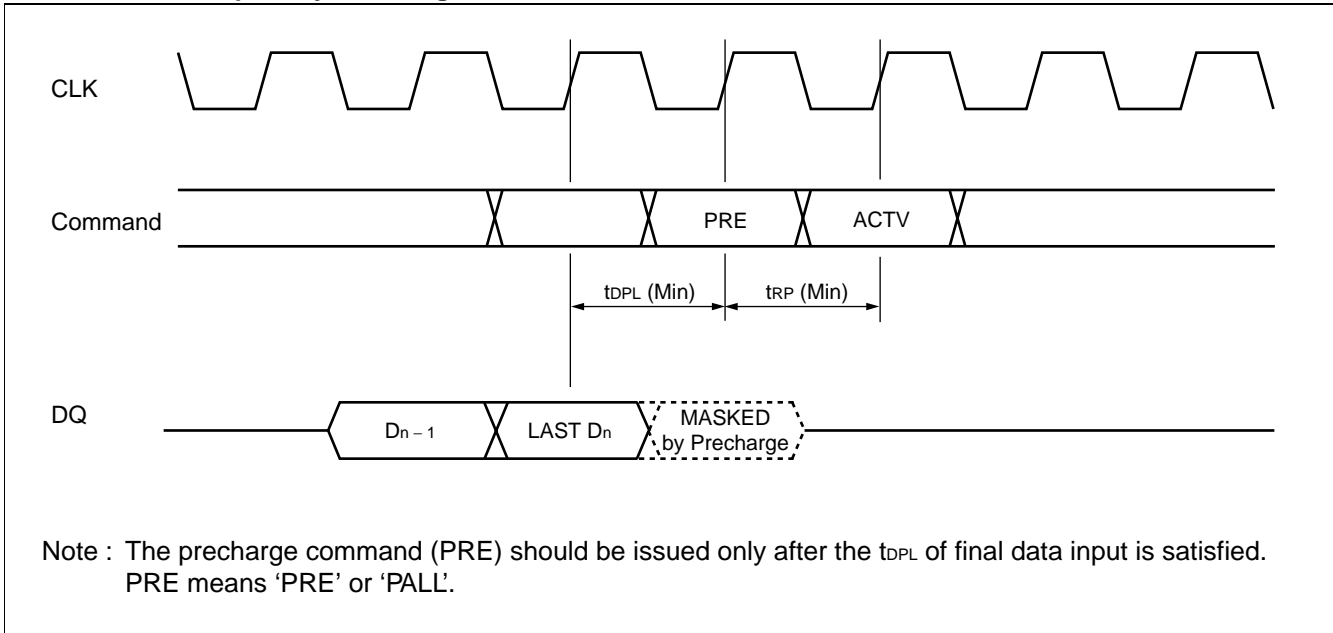 CLK
Command
PRE
ACTV
tDPL (Min)
tRP (Min)
DQ
Dn – 1
LAST Dn
MASKED
by Precharge
Note : The precharge command (PRE) should be issued only after the tDPL of final data input is satisfied.
PRE means ‘PRE’ or ‘PALL’.